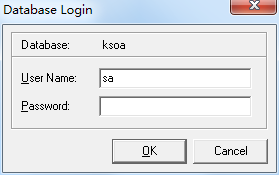 Database Login
Database: ksoa
User Name: sa
Password:
OK Cancel